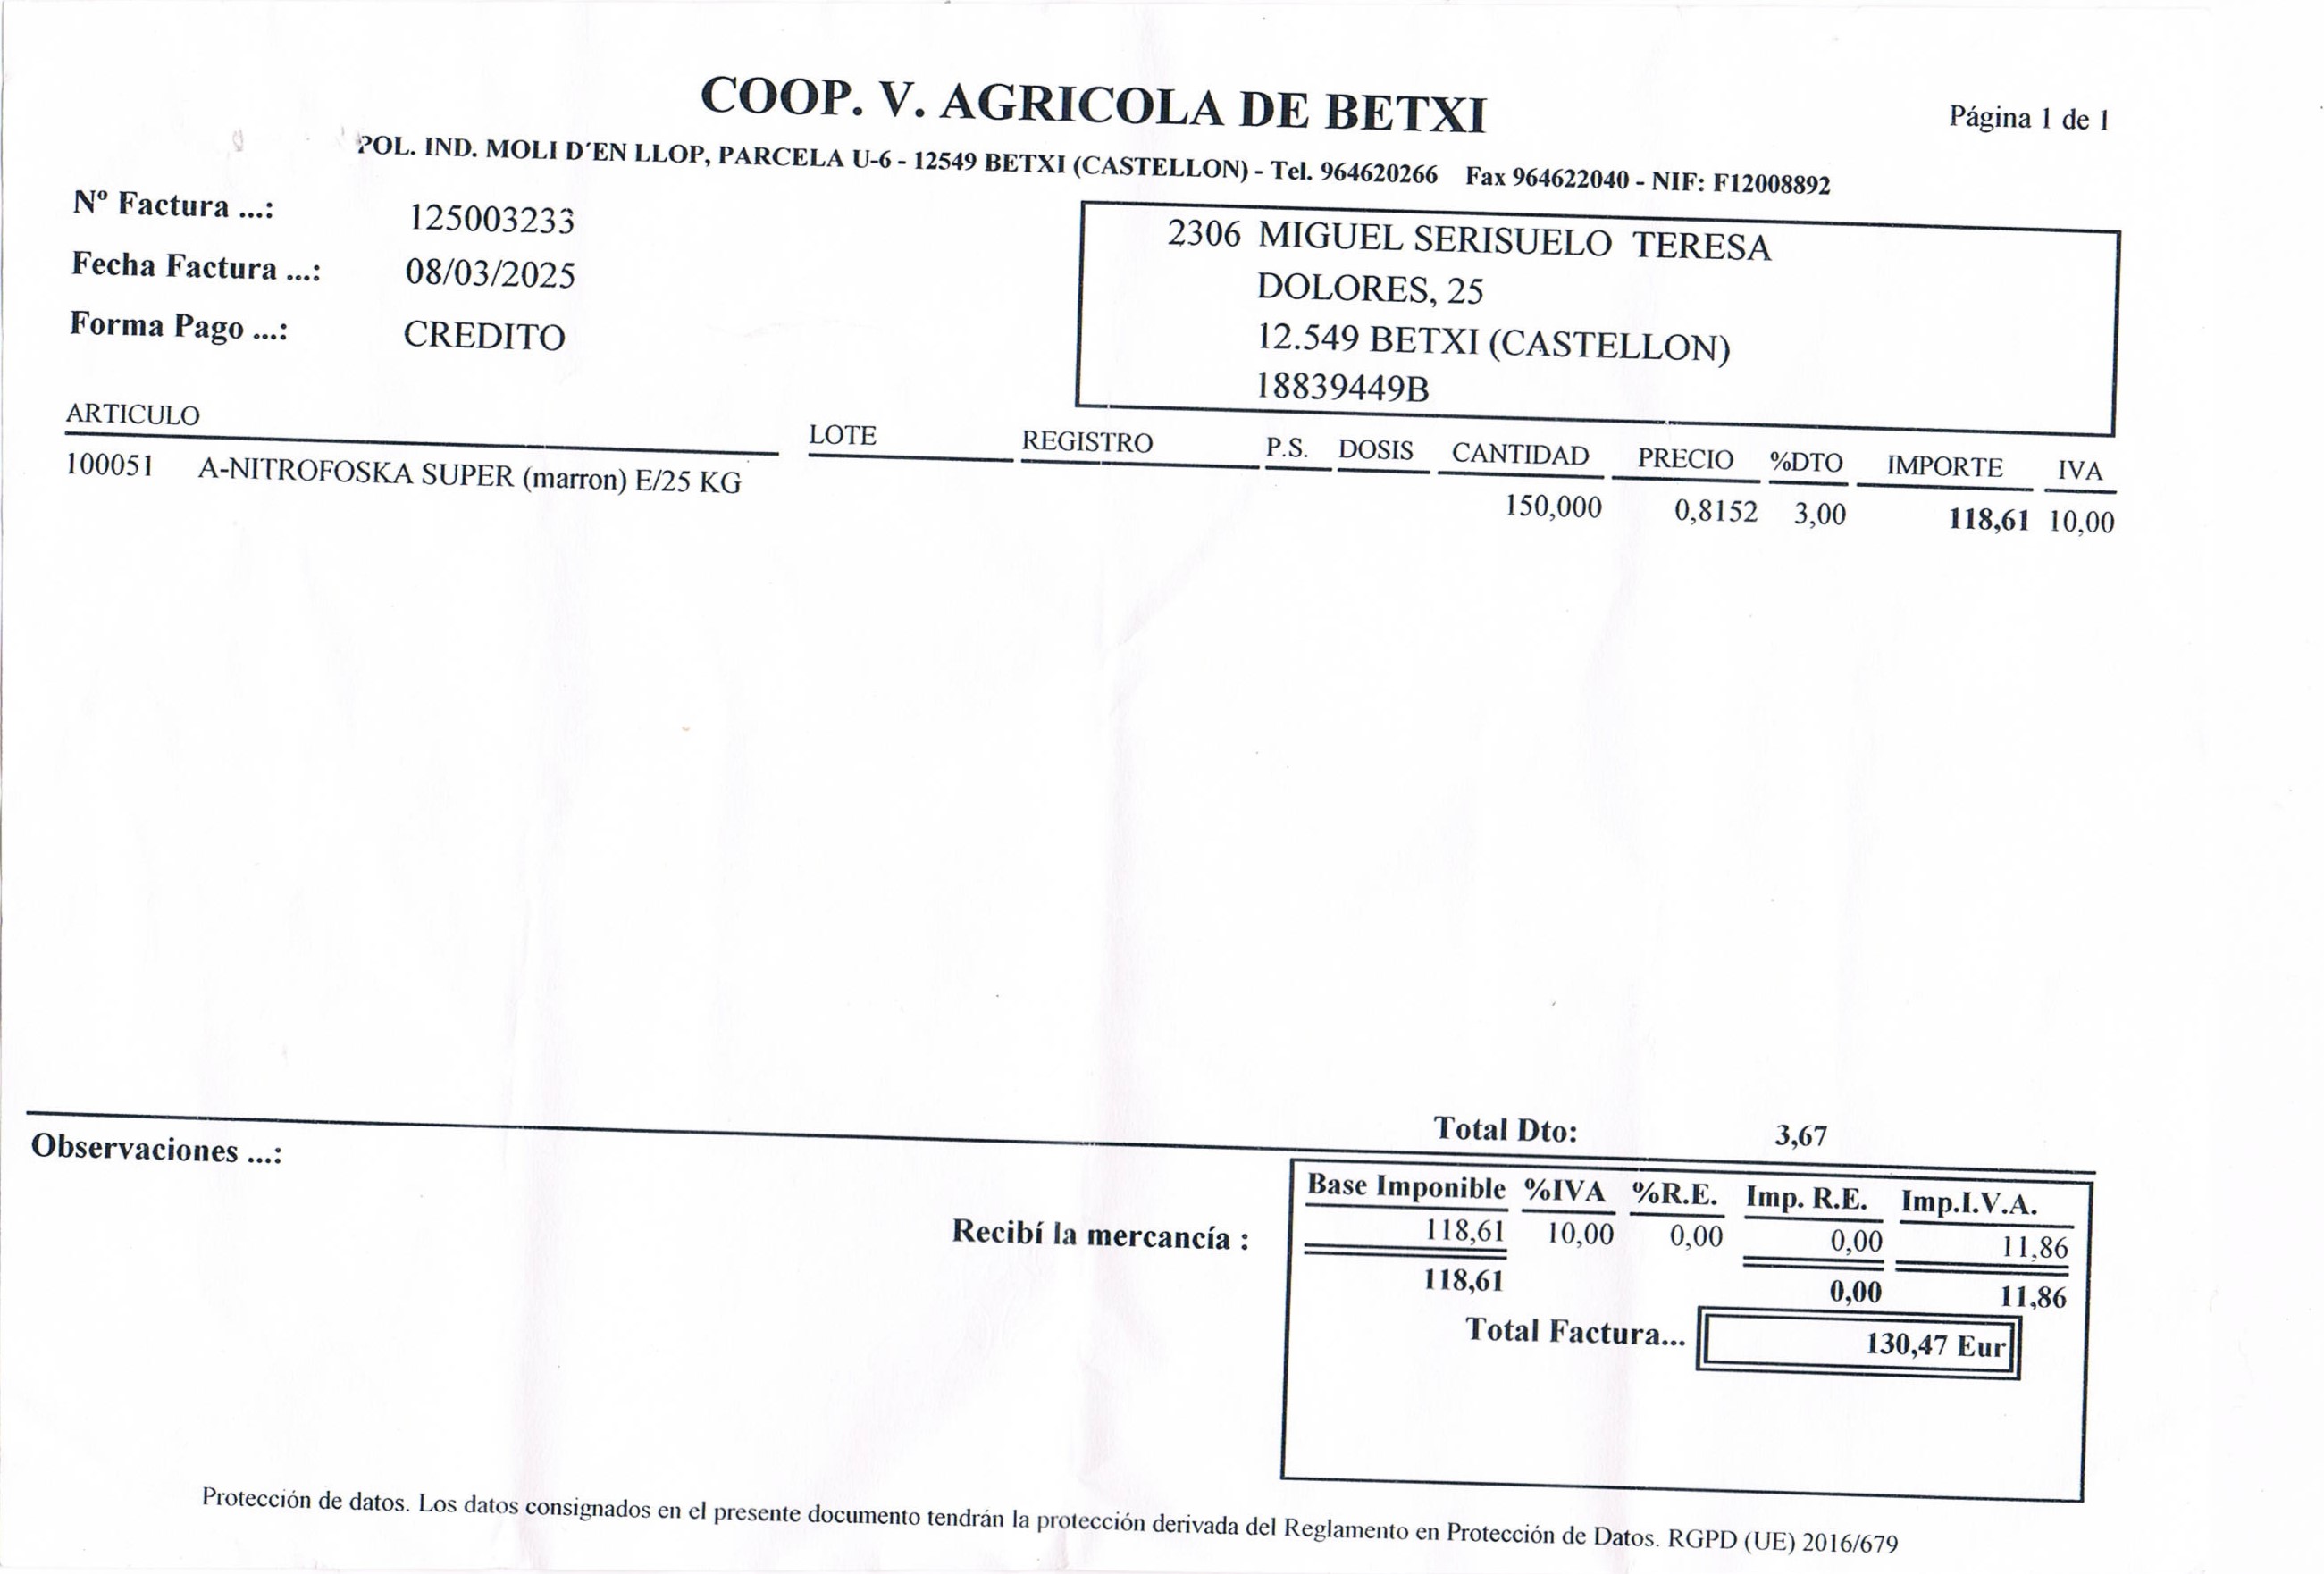 COOP. V. AGRICOLA DE BETXI
Página 1 de 1
POL. IND. MOLI D´EN LLOP, PARCELA U-6 - 12549 BETXI (CASTELLON) - Tel. 964620266 Fax 964622040 - NIF: F12008892
Nº Factura ...: 125003233
Fecha Factura ...: 08/03/2025
Forma Pago ...: CREDITO
2306 MIGUEL SERISUELO TERESA
DOLORES, 25
12.549 BETXI (CASTELLON)
18839449B
ARTICULO LOTE REGISTRO P.S. DOSIS CANTIDAD PRECIO %DTO IMPORTE IVA
100051 A-NITROFOSKA SUPER (marron) E/25 KG 150,000 0,8152 3,00 118,61 10,00
Total Dto: 3,67
Observaciones ...:
Recibí la mercancía :
Base Imponible %IVA %R.E. Imp. R.E. Imp.I.V.A.
118,61 10,00 0,00 0,00 11,86
118,61 0,00 11,86
Total Factura... 130,47 Eur
Protección de datos. Los datos consignados en el presente documento tendrán la protección derivada del Reglamento en Protección de Datos. RGPD (UE) 2016/679